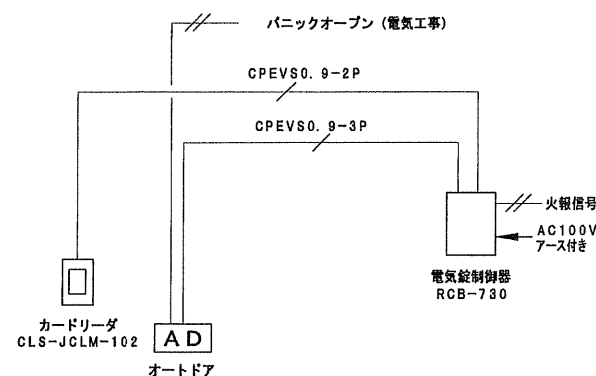 パニックオープン（電気工事）
CPEVS0.9-2P
CPEVS0.9-3P
火報信号
AC100V
アース付き
電気錠制御器
RCB-730
カードリーダ
CLS-JCLM-102
AD
オートドア